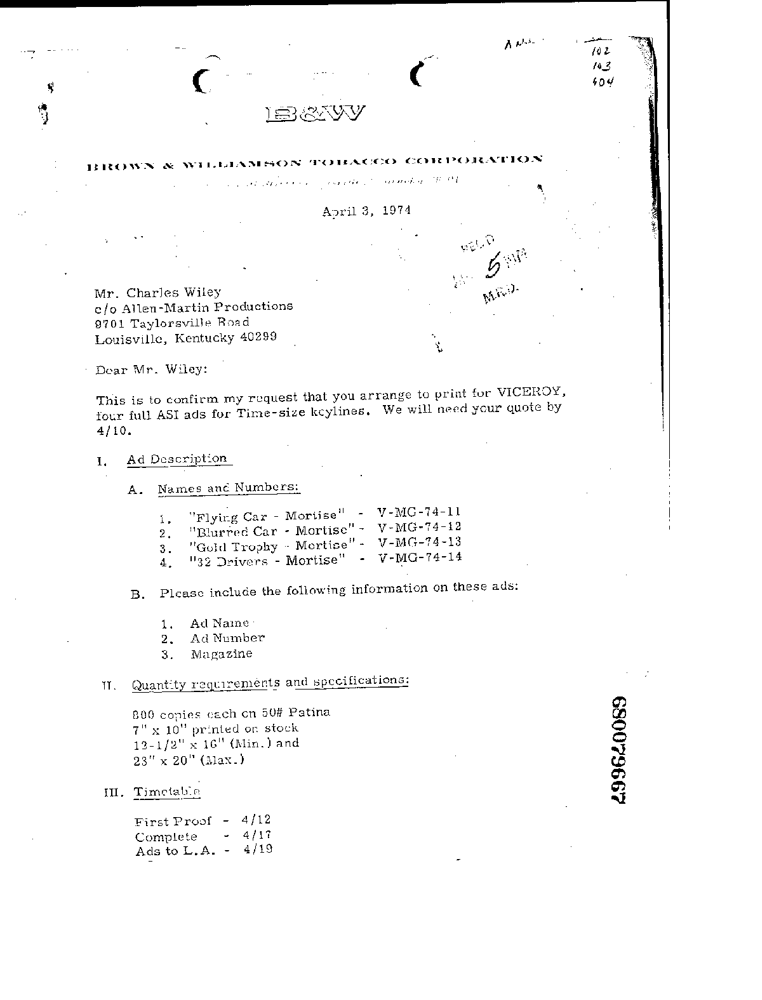 102
103
604
B&W
BROWN & WILLIAMSON TOBACCO CORPORATION
April 3, 1974
REC'D
5
M.R.D.
Mr. Charles Wiley
c/o Allen-Martin Productions
9701 Taylorsville Road
Louisville, Kentucky 40299
Dear Mr. Wiley:
This is to confirm my request that you arrange to print for VICEROY,
four full ASI ads for Time-size keylines. We will need your quote by
4/10.
I. Ad Description
A. Names and Numbers:
1. "Flying Car - Mortise" - V-MG-74-11
2. "Blurred Car - Mortise" - V-MG-74-12
3. "Gold Trophy - Mortise" - V-MG-74-13
4. "32 Drivers - Mortise" - V-MG-74-14
B. Please include the following information on these ads:
1. Ad Name
2. Ad Number
3. Magazine
II. Quantity requirements and specifications:
800 copies each on 50# Patina
7" x 10" printed on stock
13-1/2" x 16" (Min.) and
23" x 20" (Max.)
III. Timetable
First Proof - 4/12
Complete - 4/17
Ads to L.A. - 4/19
680079667